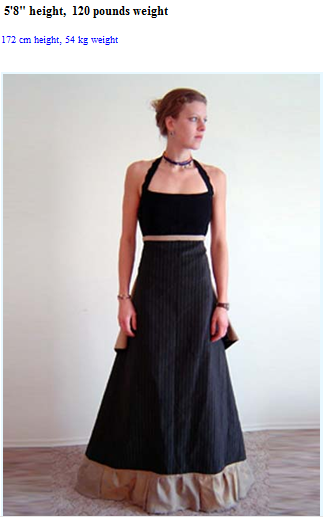 5'8" height, 120 pounds weight
172 cm height, 54 kg weight